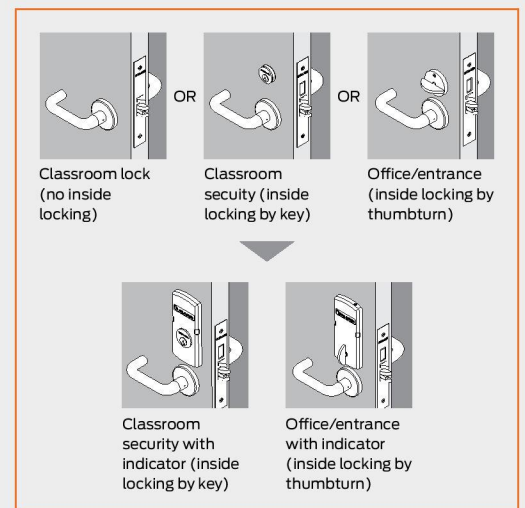 OR
OR
Classroom lock
(no inside
locking)
Classroom
secuity (inside
locking by key)
Office/entrance
(inside locking by
thumbturn)
Classroom
security with
indicator (inside
locking by key)
Office/entrance
with indicator
(inside locking by
thumbturn)